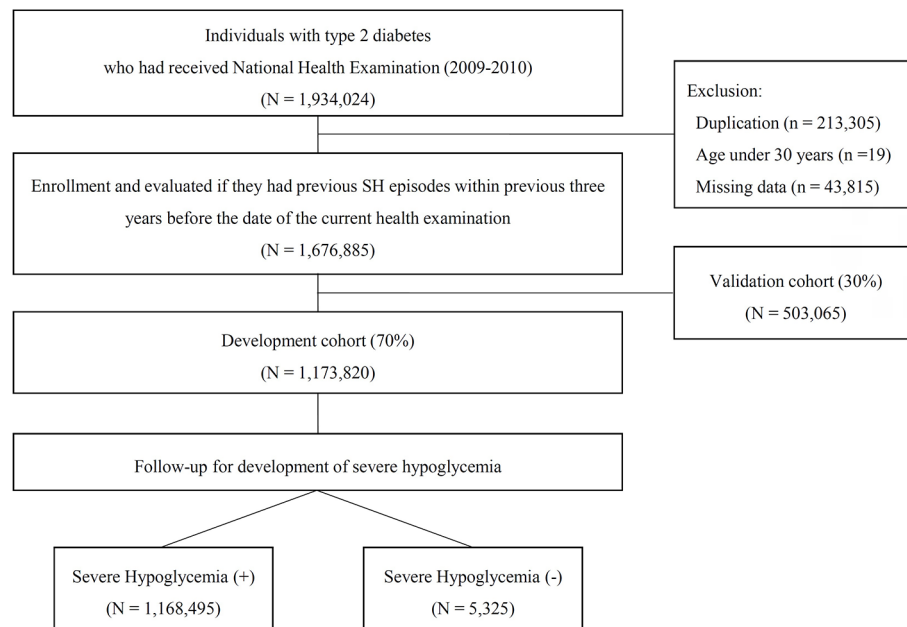 Individuals with type 2 diabetes
who had received National Health Examination (2009-2010)
(N = 1,934,024)
Exclusion:
Duplication (n = 213,305)
Age under 30 years (n =19)
Missing data (n = 43,815)
Enrollment and evaluated if they had previous SH episodes within previous three
years before the date of the current health examination
(N = 1,676,885)
Validation cohort (30%)
(N = 503,065)
Development cohort (70%)
(N = 1,173,820)
Follow-up for development of severe hypoglycemia
Severe Hypoglycemia (+)
(N = 1,168,495)
Severe Hypoglycemia (-)
(N = 5,325)